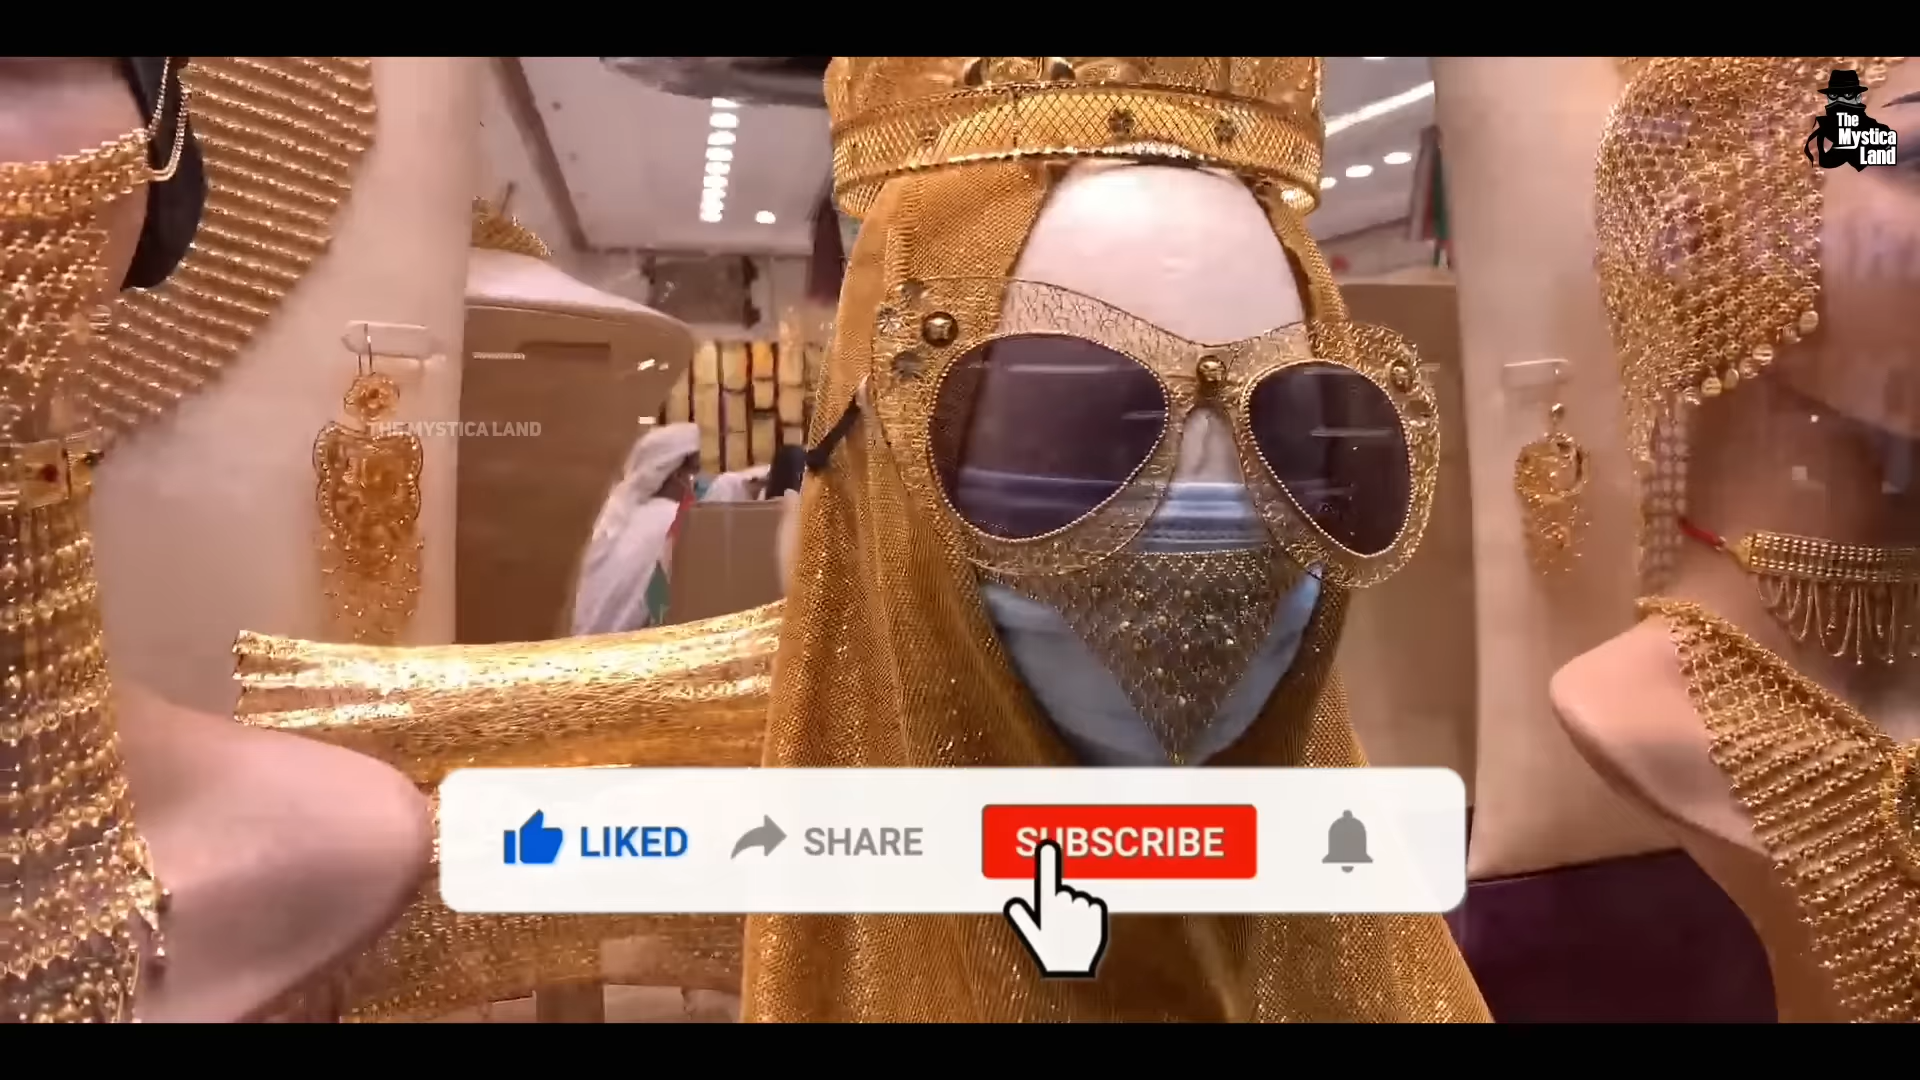 The
Mystica
Land
THE MYSTICA LAND
LIKED
SHARE
SUBSCRIBE